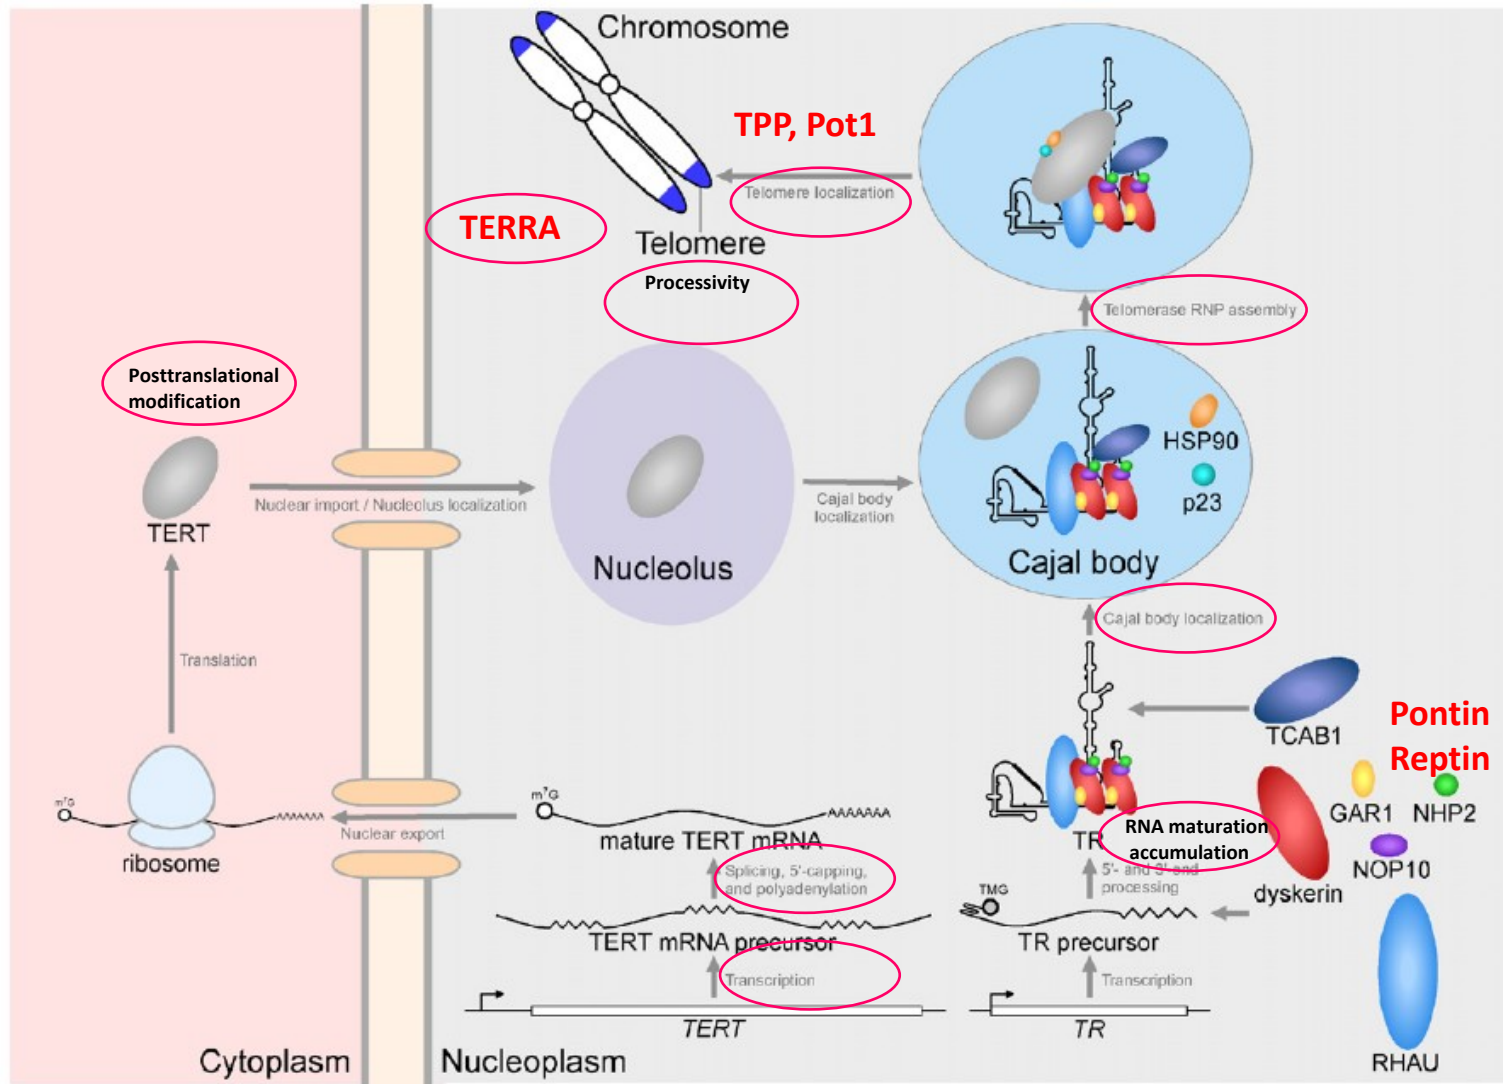 Chromosome
TPP, Pot1
Telomere localization
TERRA
Telomere
Processivity
Telomerase RNP assembly
Posttranslational
modification
HSP90
p23
TERT
Nuclear import / Nucleolus localization
Cajal body
localization
Nucleolus
Cajal body
Cajal body localization
Translation
TCAB1
Pontin
Reptin
m7G
ribosome
Nuclear export
m7G
mature TERT mRNA
TR
RNA maturation
accumulation
GAR1
NHP2
NOP10
dyskerin
Splicing, 5'-capping,
and polyadenylation
5'- and 3'-end
processing
TMG
TERT mRNA precursor
TR precursor
Transcription
Transcription
TERT
TR
RHAU
Cytoplasm
Nucleoplasm